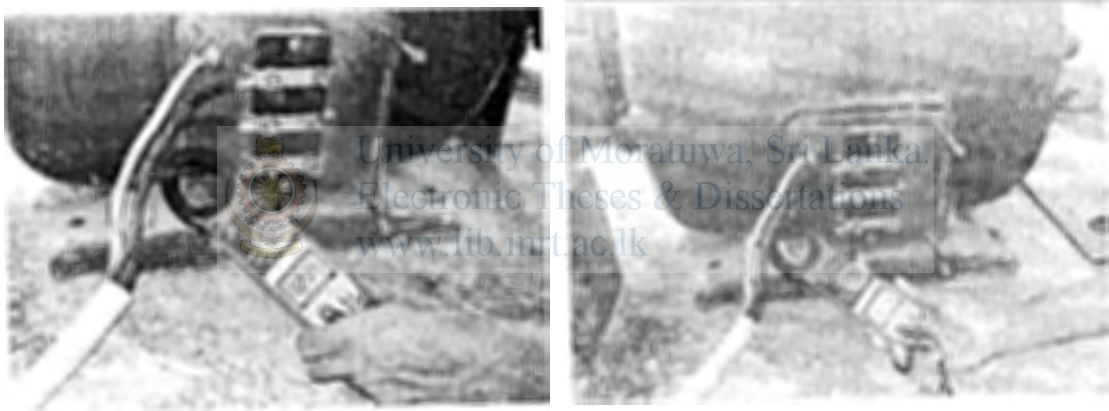 University of Moratuwa, Sri Lanka.
Electronic Theses & Dissertations
www.lib.mrt.ac.lk